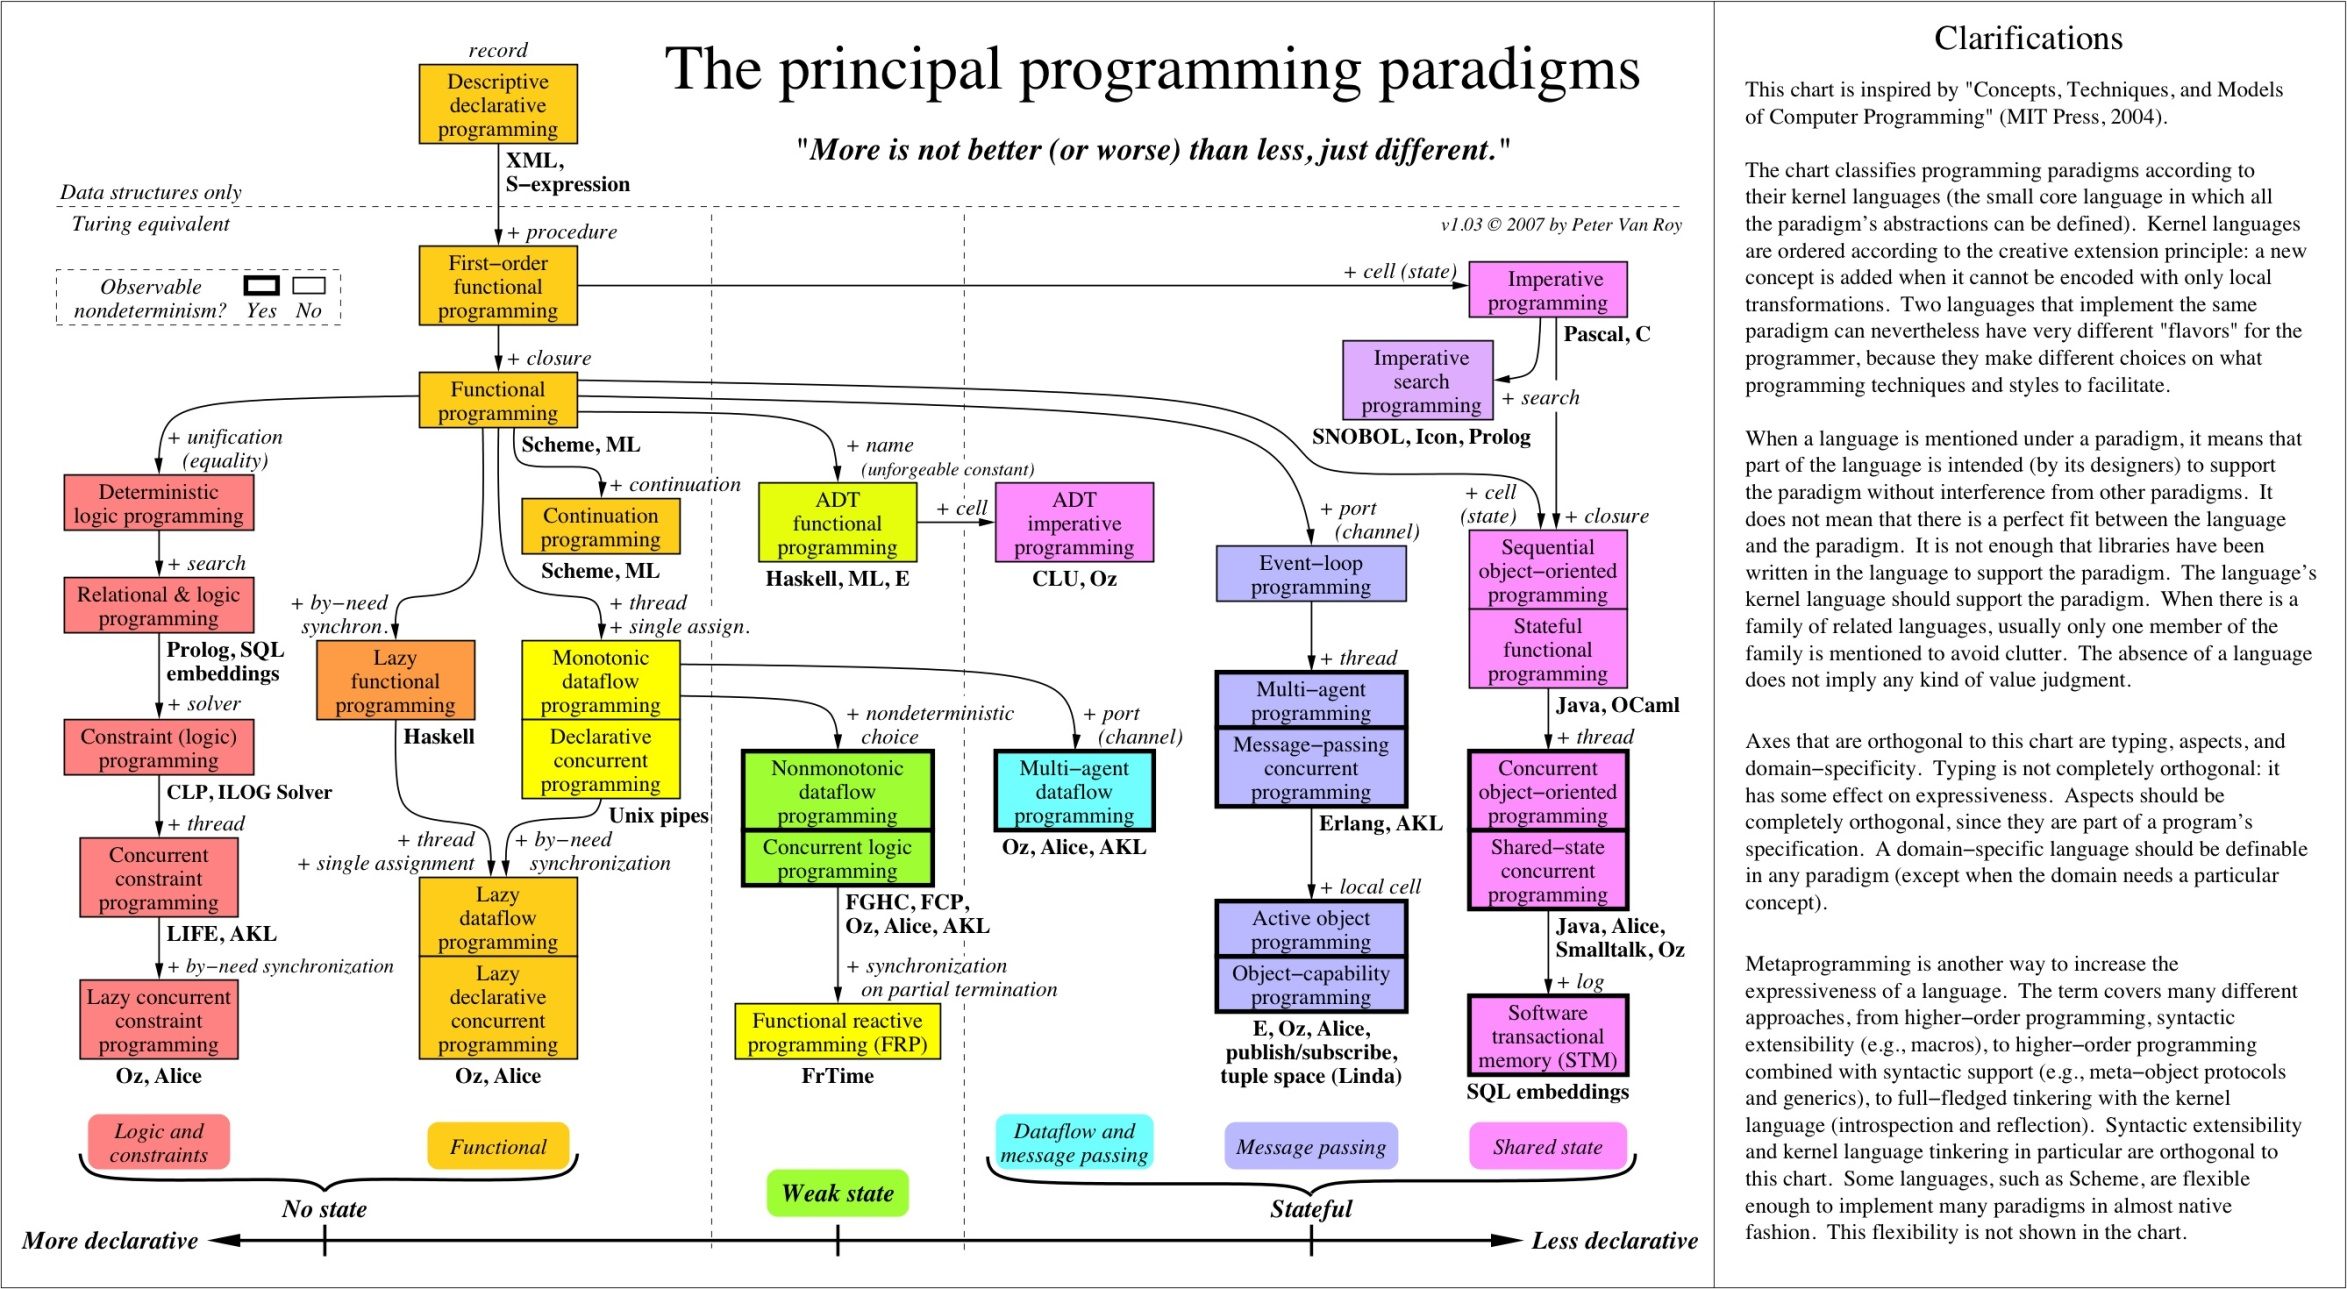 The principal programming paradigms
"More is not better (or worse) than less, just different."
record
Descriptive
declarative
programming
XML,
S−expression
Data structures only
Turing equivalent
v1.03 © 2007 by Peter Van Roy
+ procedure
First−order
functional
programming
Observable
nondeterminism?
Yes
No
+ cell (state)
Imperative
programming
Pascal, C
Imperative
search
programming
+ search
SNOBOL, Icon, Prolog
+ closure
Functional
programming
Scheme, ML
+ unification
(equality)
Deterministic
logic programming
+ search
Relational & logic
programming
Prolog, SQL
embeddings
+ solver
Constraint (logic)
programming
CLP, ILOG Solver
+ thread
Concurrent
constraint
programming
LIFE, AKL
+ by−need synchronization
Lazy concurrent
constraint
programming
Oz, Alice
+ continuation
Continuation
programming
Scheme, ML
+ by−need
synchron.
Lazy
functional
programming
Haskell
+ thread
+ single assign.
Monotonic
dataflow
programming
Declarative
concurrent
programming
Unix pipes
+ thread
+ single assignment
+ by−need
synchronization
Lazy
dataflow
programming
Lazy
declarative
concurrent
programming
Oz, Alice
+ name
(unforgeable constant)
ADT
functional
programming
Haskell, ML, E
+ cell
ADT
imperative
programming
CLU, Oz
+ nondeterministic
choice
Nonmonotonic
dataflow
programming
Concurrent logic
programming
FGHC, FCP,
Oz, Alice, AKL
+ synchronization
on partial termination
Functional reactive
programming (FRP)
FrTime
+ port
(channel)
Multi−agent
dataflow
programming
Oz, Alice, AKL
+ port
(channel)
Event−loop
programming
+ thread
Multi−agent
programming
Message−passing
concurrent
programming
Erlang, AKL
+ local cell
Active object
programming
Object−capability
programming
E, Oz, Alice,
publish/subscribe,
tuple space (Linda)
+ cell
(state)
+ closure
Sequential
object−oriented
programming
Stateful
functional
programming
Java, OCaml
+ thread
Concurrent
object−oriented
programming
Shared−state
concurrent
programming
Java, Alice,
Smalltalk, Oz
+ log
Software
transactional
memory (STM)
SQL embeddings
Logic and
constraints
Functional
Dataflow and
message passing
Message passing
Shared state
No state
Weak state
Stateful
More declarative
Less declarative
Clarifications
This chart is inspired by "Concepts, Techniques, and Models
of Computer Programming" (MIT Press, 2004).
The chart classifies programming paradigms according to
their kernel languages (the small core language in which all
the paradigm's abstractions can be defined). Kernel languages
are ordered according to the creative extension principle: a new
concept is added when it cannot be encoded with only local
transformations. Two languages that implement the same
paradigm can nevertheless have very different "flavors" for the
programmer, because they make different choices on what
programming techniques and styles to facilitate.
When a language is mentioned under a paradigm, it means that
part of the language is intended (by its designers) to support
the paradigm without interference from other paradigms. It
does not mean that there is a perfect fit between the language
and the paradigm. It is not enough that libraries have been
written in the language to support the paradigm. The language's
kernel language should support the paradigm. When there is a
family of related languages, usually only one member of the
family is mentioned to avoid clutter. The absence of a language
does not imply any kind of value judgment.
Axes that are orthogonal to this chart are typing, aspects, and
domain−specificity. Typing is not completely orthogonal: it
has some effect on expressiveness. Aspects should be
completely orthogonal, since they are part of a program's
specification. A domain−specific language should be definable
in any paradigm (except when the domain needs a particular
concept).
Metaprogramming is another way to increase the
expressiveness of a language. The term covers many different
approaches, from higher−order programming, syntactic
extensibility (e.g., macros), to higher−order programming
combined with syntactic support (e.g., meta−object protocols
and generics), to full−fledged tinkering with the kernel
language (introspection and reflection). Syntactic extensibility
and kernel language tinkering in particular are orthogonal to
this chart. Some languages, such as Scheme, are flexible
enough to implement many paradigms in almost native
fashion. This flexibility is not shown in the chart.